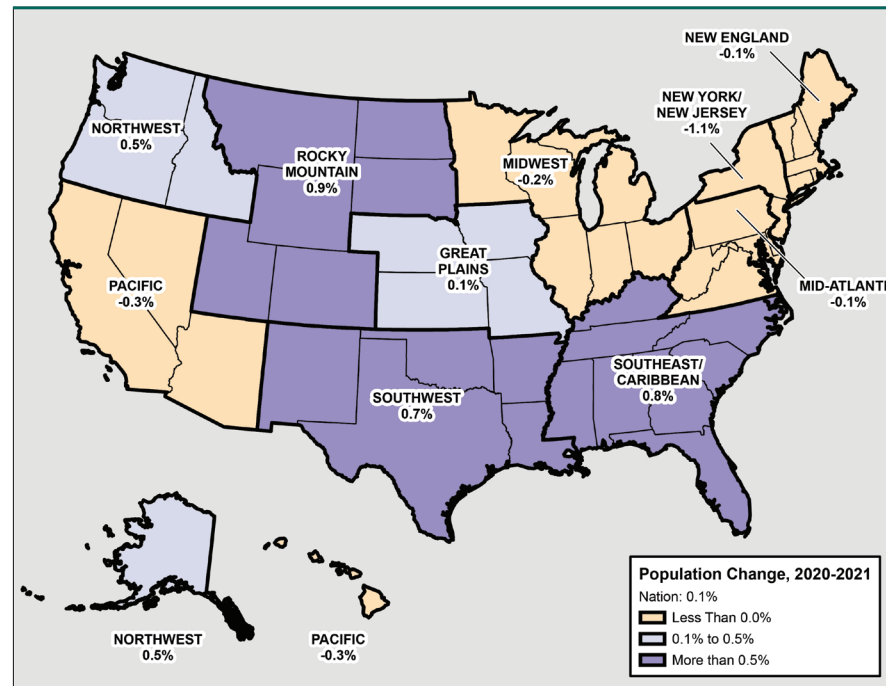 NEW ENGLAND
-0.1%
NEW YORK/
NEW JERSEY
-1.1%
NORTHWEST
0.5%
ROCKY
MOUNTAIN
0.9%
MIDWEST
-0.2%
GREAT
PLAINS
0.1%
PACIFIC
-0.3%
MID-ATLANTI
-0.1%
SOUTHEAST/
CARIBBEAN
0.8%
SOUTHWEST
0.7%
NORTHWEST
0.5%
PACIFIC
-0.3%
Population Change, 2020-2021
Nation: 0.1%
Less Than 0.0%
0.1% to 0.5%
More than 0.5%